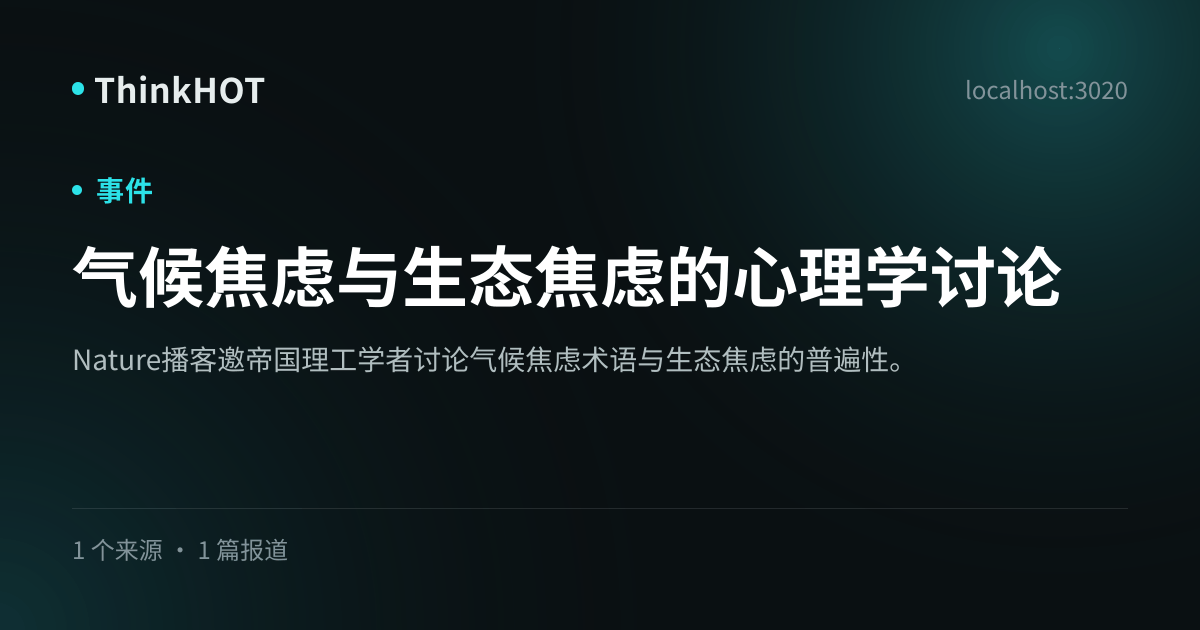 ThinkHOT
localhost:3020
事件
气候焦虑与生态焦虑的心理学讨论
Nature播客邀帝国理工学者讨论气候焦虑术语与生态焦虑的普遍性。
1 个来源 · 1 篇报道